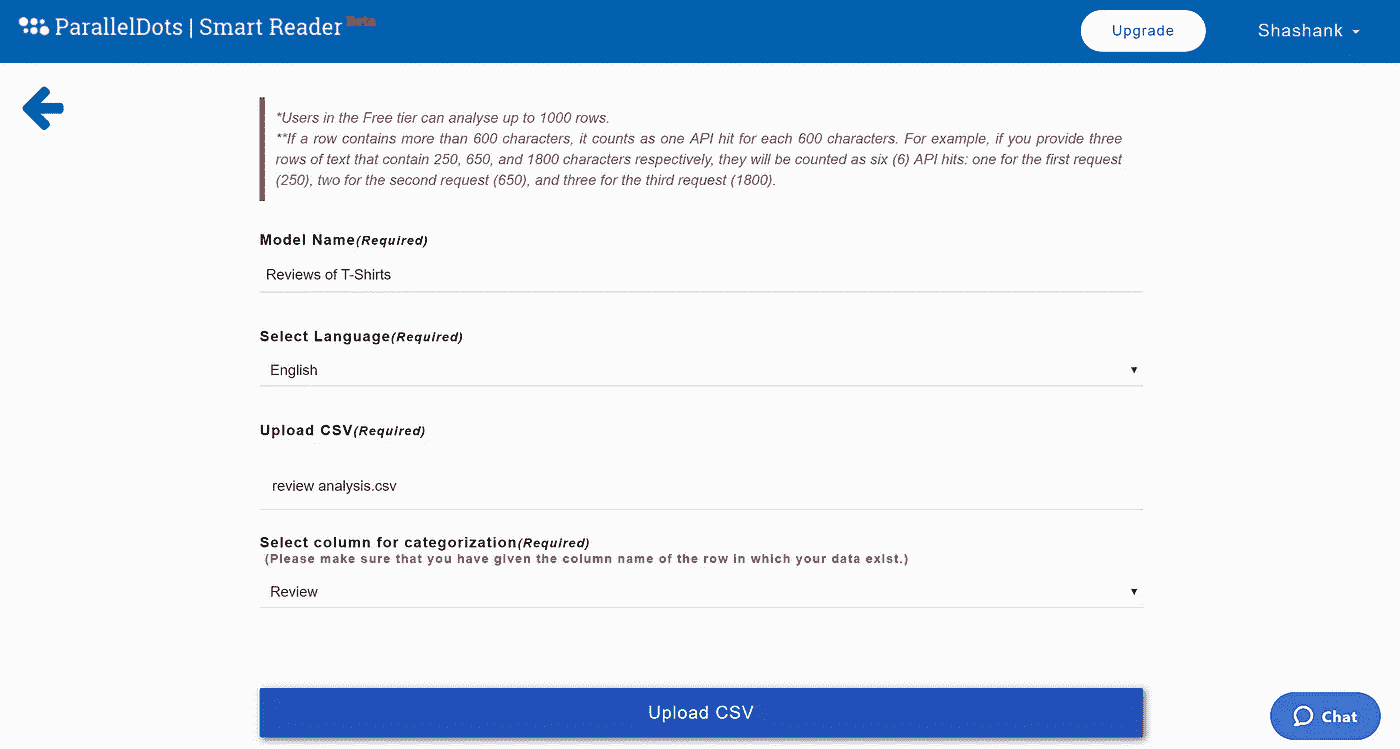 ParallelDots | Smart Reader Beta
Upgrade
Shashank
*Users in the Free tier can analyse up to 1000 rows.
**If a row contains more than 600 characters, it counts as one API hit for each 600 characters. For example, if you provide three
rows of text that contain 250, 650, and 1800 characters respectively, they will be counted as six (6) API hits: one for the first request
(250), two for the second request (650), and three for the third request (1800).
Model Name(Required)
Reviews of T-Shirts
Select Language(Required)
English
Upload CSV(Required)
review analysis.csv
Select column for categorization(Required)
(Please make sure that you have given the column name of the row in which your data exist.)
Review
Upload CSV
Chat